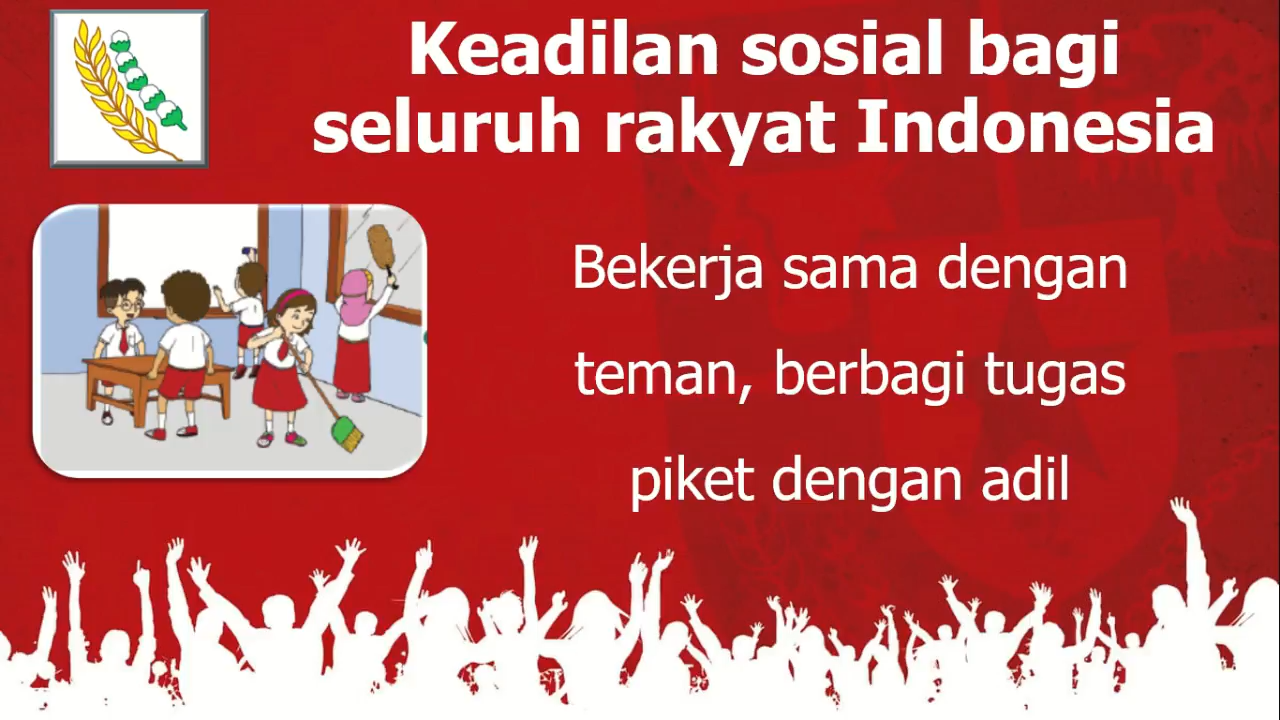 Keadilan sosial bagi
seluruh rakyat Indonesia
Bekerja sama dengan
teman, berbagi tugas
piket dengan adil